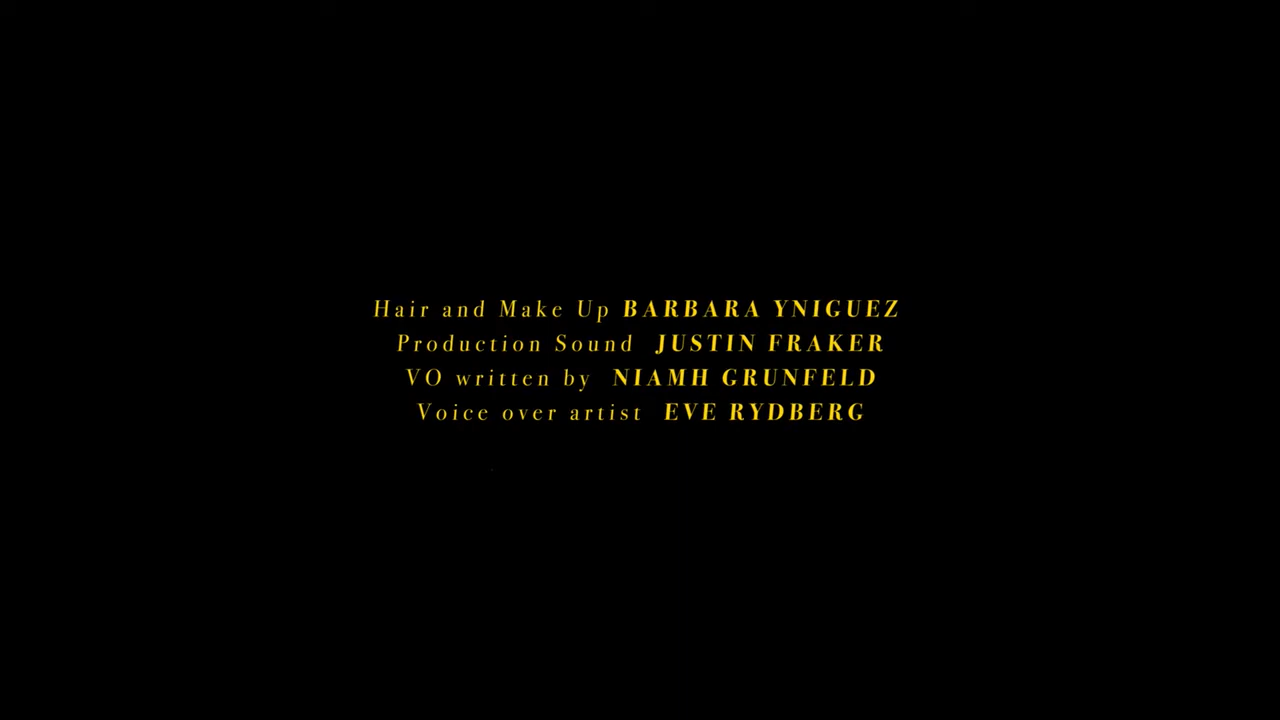 Hair and Make Up BARBARA YNIGUEZ
Production Sound JUSTIN FRAKER
VO written by NIAMH GRUNFELD
Voice over artist EVE RYDBERG